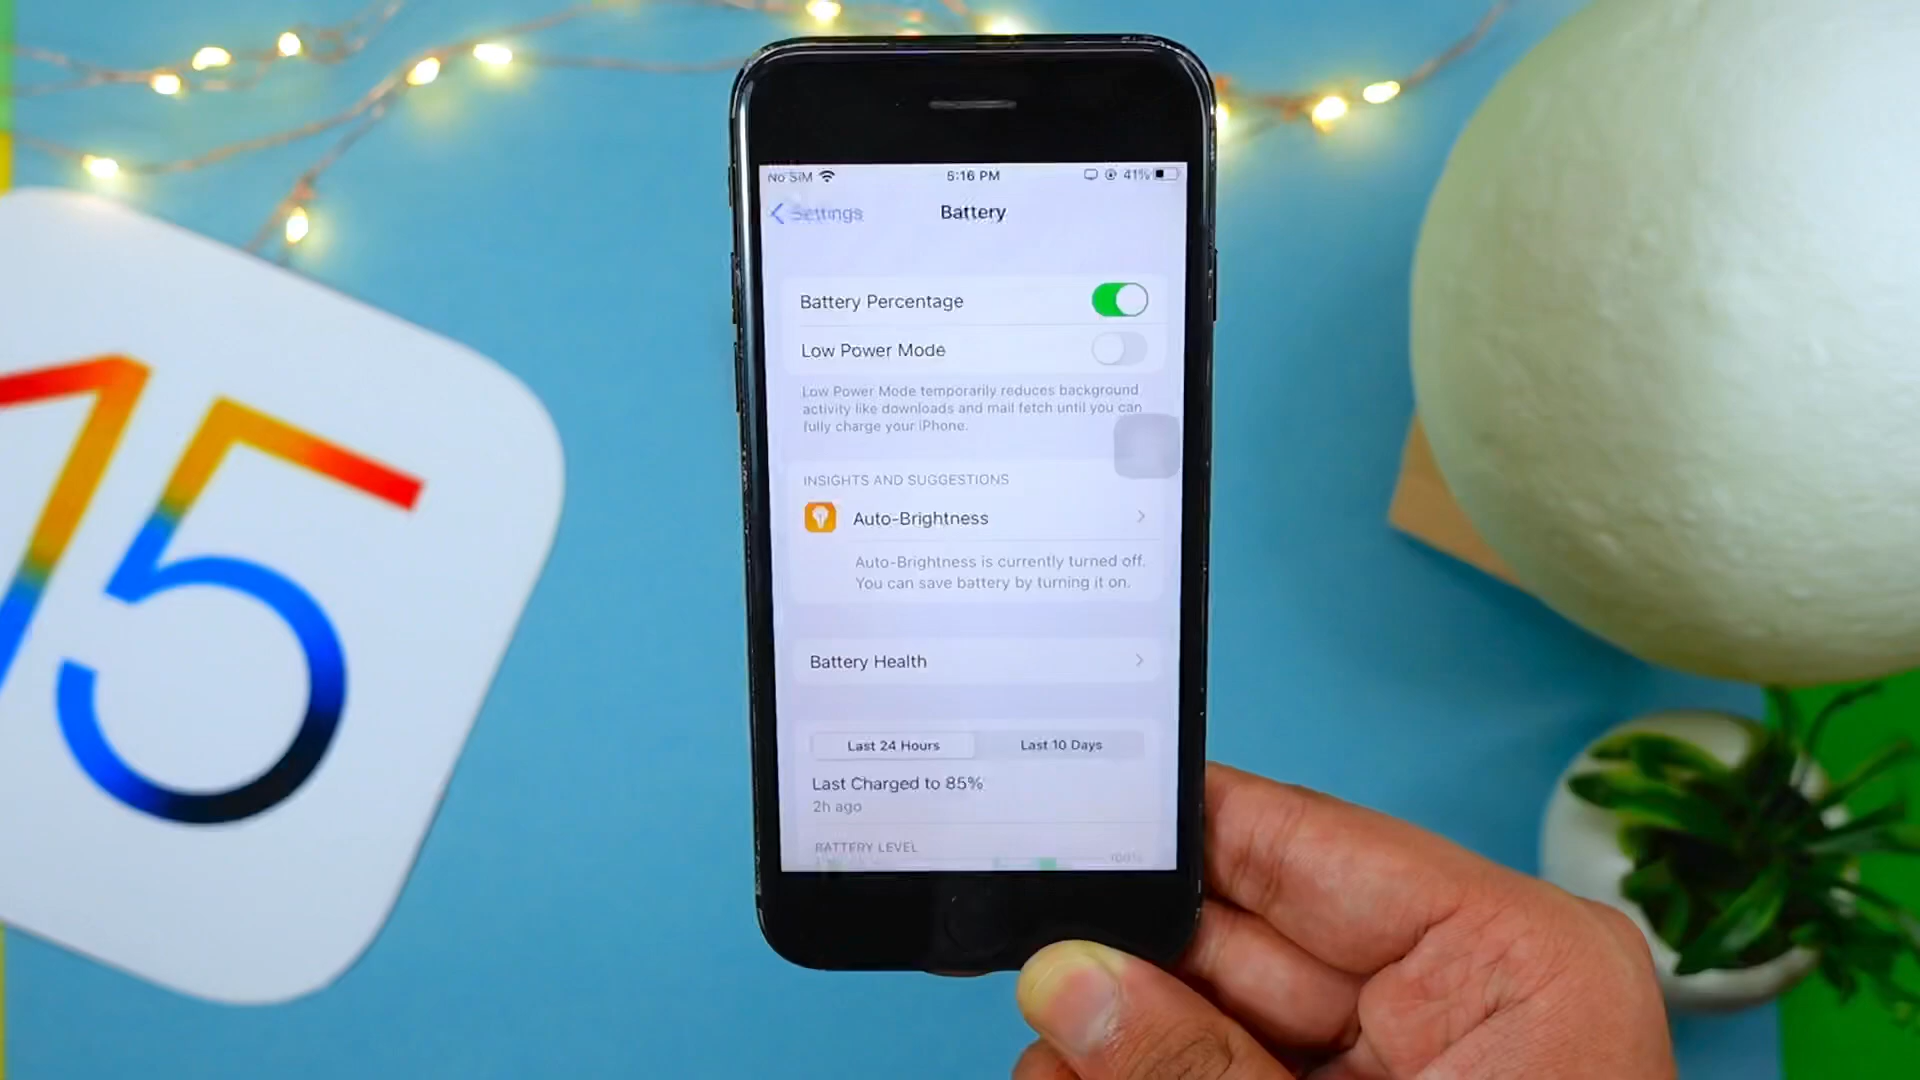 15
No SIM
5:16 PM
41%
Settings
Battery
Battery Percentage
Low Power Mode
Low Power Mode temporarily reduces background
activity like downloads and mail fetch until you can
fully charge your iPhone.
INSIGHTS AND SUGGESTIONS
Auto-Brightness
Auto-Brightness is currently turned off.
You can save battery by turning it on.
Battery Health
Last 24 Hours
Last 10 Days
Last Charged to 85%
2h ago
BATTERY LEVEL
100%